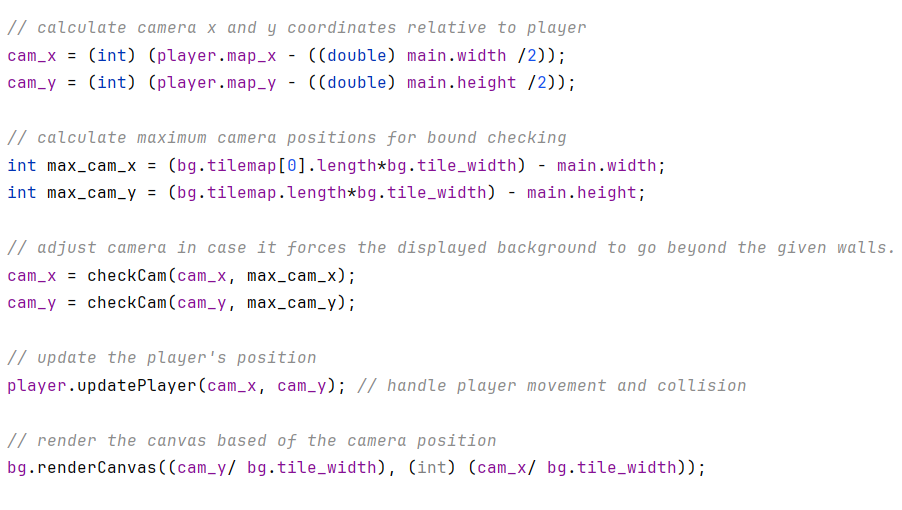 // calculate camera x and y coordinates relative to player
cam_x = (int) (player.map_x - ((double) main.width /2));
cam_y = (int) (player.map_y - ((double) main.height /2));
// calculate maximum camera positions for bound checking
int max_cam_x = (bg.tilemap[0].length*bg.tile_width) - main.width;
int max_cam_y = (bg.tilemap.length*bg.tile_width) - main.height;
// adjust camera in case it forces the displayed background to go beyond the given walls.
cam_x = checkCam(cam_x, max_cam_x);
cam_y = checkCam(cam_y, max_cam_y);
// update the player's position
player.updatePlayer(cam_x, cam_y); // handle player movement and collision
// render the canvas based of the camera position
bg.renderCanvas((cam_y/ bg.tile_width), (int) (cam_x/ bg.tile_width));